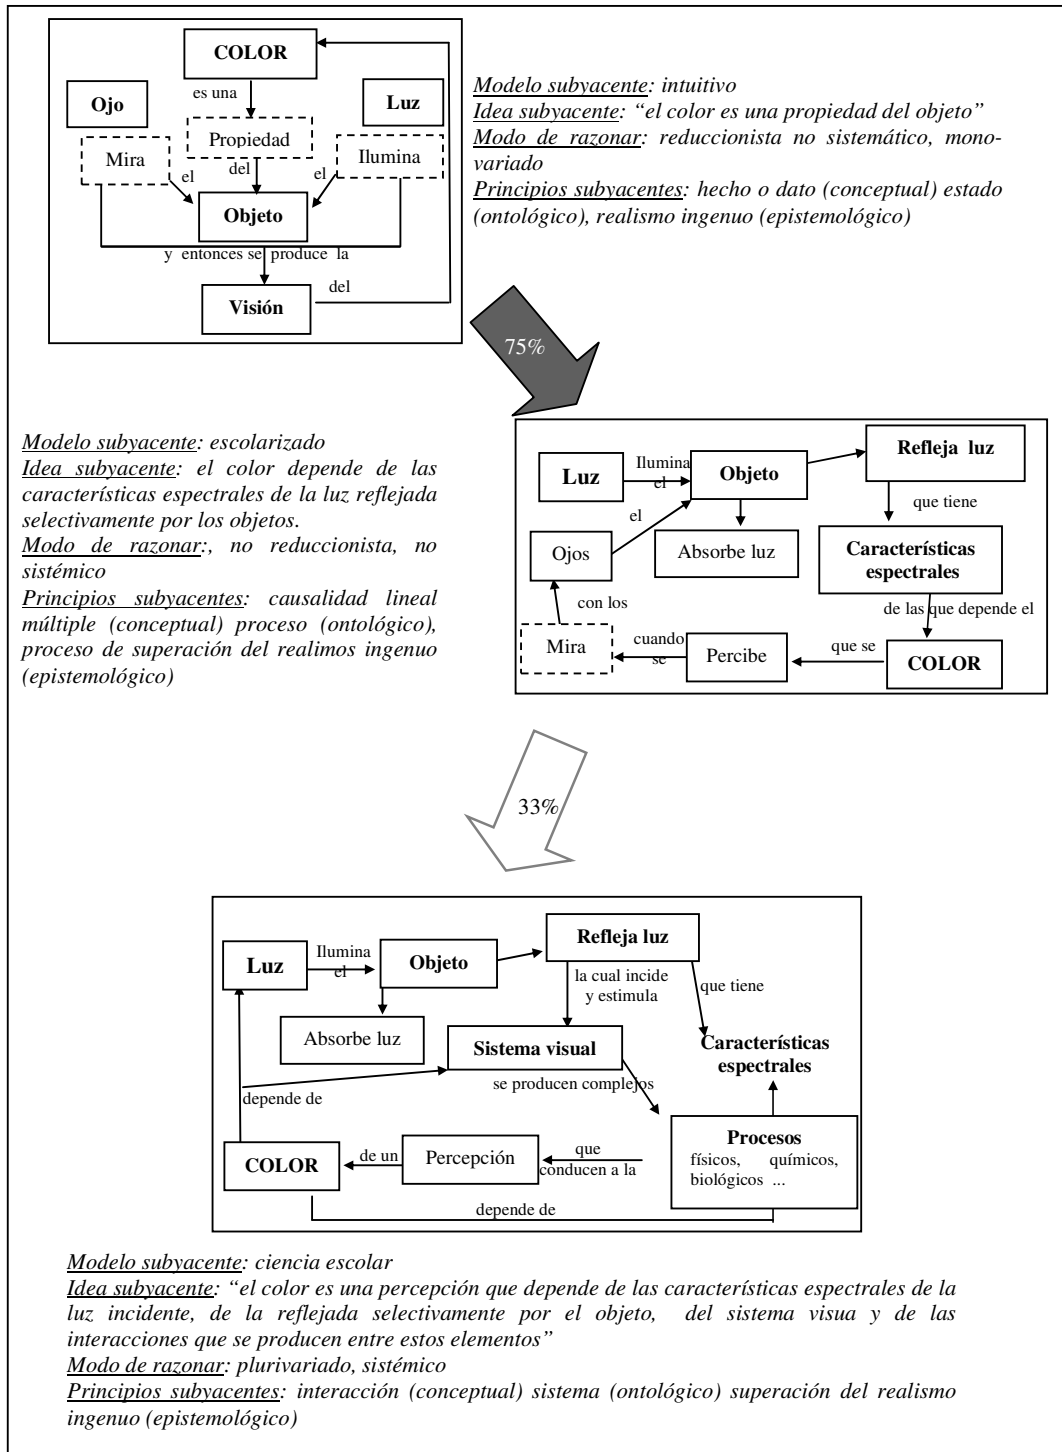 COLOR
es una
Ojo
Luz
Propiedad
Mira
Ilumina
el
del
el
Objeto
y entonces se produce la
Visión
del
Modelo subyacente: intuitivo
Idea subyacente: “el color es una propiedad del objeto”
Modo de razonar: reduccionista no sistemático, mono-
variado
Principios subyacentes: hecho o dato (conceptual) estado
(ontológico), realismo ingenuo (epistemológico)
75%
Modelo subyacente: escolarizado
Idea subyacente: el color depende de las
características espectrales de la luz reflejada
selectivamente por los objetos.
Modo de razonar:, no reduccionista, no
sistémico
Principios subyacentes: causalidad lineal
múltiple (conceptual) proceso (ontológico),
proceso de superación del realimos ingenuo
(epistemológico)
Luz
Ilumina
el
Objeto
Refleja luz
que tiene
el
Ojos
Absorbe luz
Características
espectrales
con los
de las que depende el
Mira
cuando
se
Percibe
que se
COLOR
33%
Luz
Ilumina
el
Objeto
Refleja luz
la cual incide
y estimula
que tiene
Absorbe luz
Sistema visual
Características
espectrales
depende de
se producen complejos
COLOR
de un
Percepción
que
conducen a la
Procesos
físicos, químicos,
biológicos ...
depende de
Modelo subyacente: ciencia escolar
Idea subyacente: “el color es una percepción que depende de las características espectrales de la
luz incidente, de la reflejada selectivamente por el objeto, del sistema visua y de las
interacciones que se producen entre estos elementos”
Modo de razonar: plurivariado, sistémico
Principios subyacentes: interacción (conceptual) sistema (ontológico) superación del realismo
ingenuo (epistemológico)